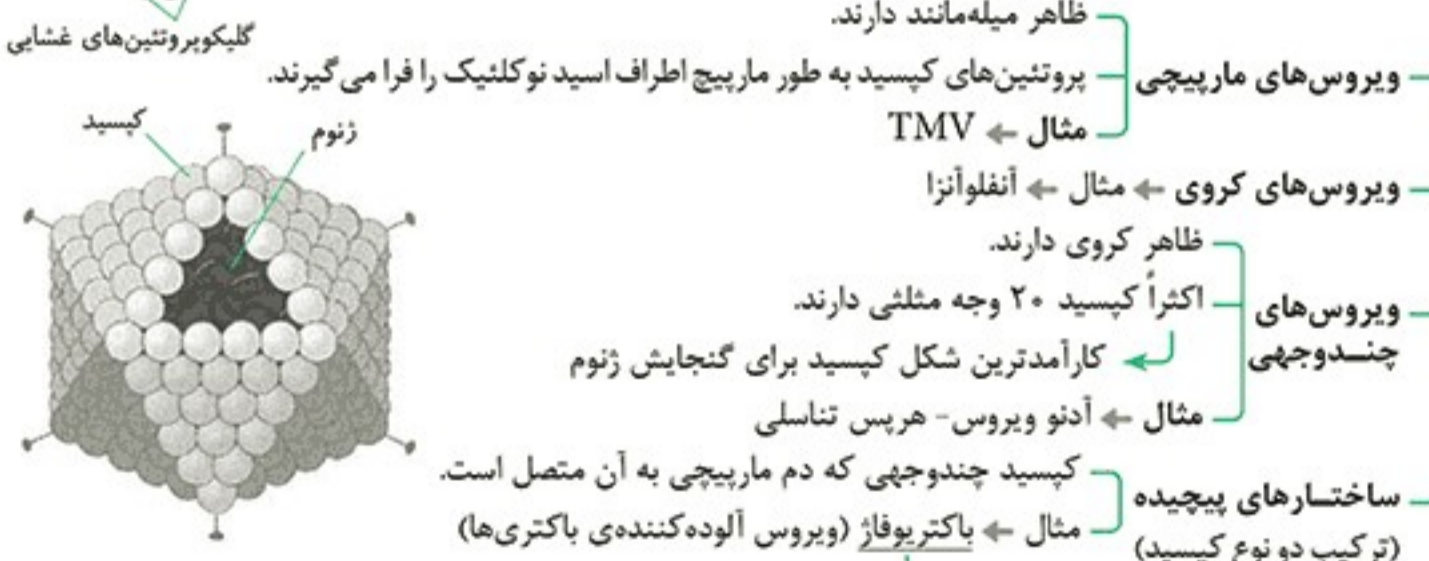 گلیکوپروتئین‌های غشایی
کپسید
ژنوم
ویروس‌های مارپیچی
ظاهر میله‌مانند دارند.
پروتئین‌های کپسید به طور مارپیچ اطراف اسید نوکلئیک را فرا می‌گیرند.
مثال ← TMV
ویروس‌های کروی ← مثال ← آنفلوآنزا
ویروس‌های
چندوجهی
ظاهر کروی دارند.
اکثراً کپسید ۲۰ وجه مثلثی دارند.
کارآمدترین شکل کپسید برای گنجایش ژنوم
مثال ← آدنو ویروس- هرپس تناسلی
ساختارهای پیچیده
(ترکیب دو نوع کپسید)
کپسید چندوجهی که دم مارپیچی به آن متصل است.
مثال ← باکتریوفاژ (ویروس آلوده‌کننده‌ی باکتری‌ها)